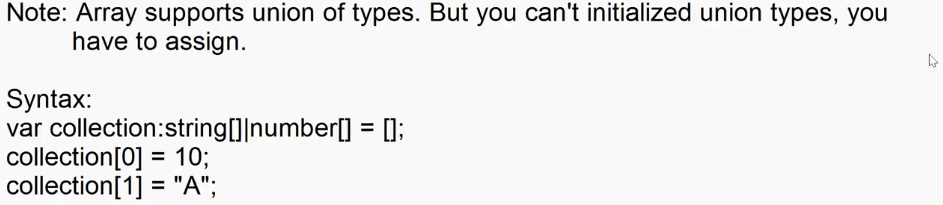 Note: Array supports union of types. But you can't initialized union types, you
have to assign.
Syntax:
var collection:string[]|number[] = [];
collection[0] = 10;
collection[1] = "A";